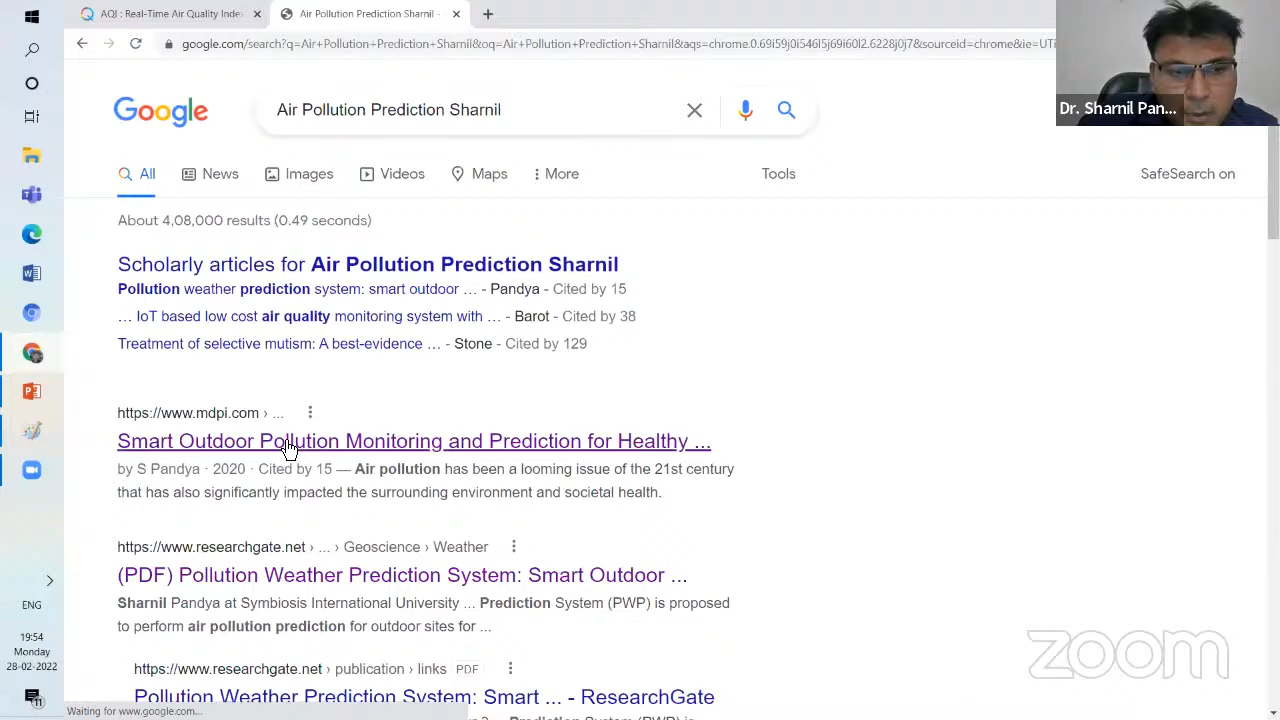 AQI : Real-Time Air Quality Index
Air Pollution Prediction Sharnil -
google.com/search?q=Air+Pollution+Prediction+Sharnil&oq=Air+Pollution+Prediction+Sharnil&aqs=chrome.0.69i59j0i546l5j69i60l2.6228j0j7&sourceid=chrome&ie=UTF
Dr. Sharnil Pan...
Google
Air Pollution Prediction Sharnil
All
News
Images
Videos
Maps
More
Tools
SafeSearch on
About 4,08,000 results (0.49 seconds)
Scholarly articles for Air Pollution Prediction Sharnil
Pollution weather prediction system: smart outdoor … - Pandya - Cited by 15
… IoT based low cost air quality monitoring system with … - Barot - Cited by 38
Treatment of selective mutism: A best-evidence … - Stone - Cited by 129
https://www.mdpi.com › ...
Smart Outdoor Pollution Monitoring and Prediction for Healthy ...
by S Pandya · 2020 · Cited by 15 — Air pollution has been a looming issue of the 21st century
that has also significantly impacted the surrounding environment and societal health.
https://www.researchgate.net › ... › Geoscience › Weather
(PDF) Pollution Weather Prediction System: Smart Outdoor ...
Sharnil Pandya at Symbiosis International University ... Prediction System (PWP) is proposed
to perform air pollution prediction for outdoor sites for ...
https://www.researchgate.net › publication › links PDF
Pollution Weather Prediction System: Smart ... - ResearchGate
Prediction System (PWP) is
Waiting for www.google.com...
ENG
19:54
Monday
28-02-2022
11
zoom